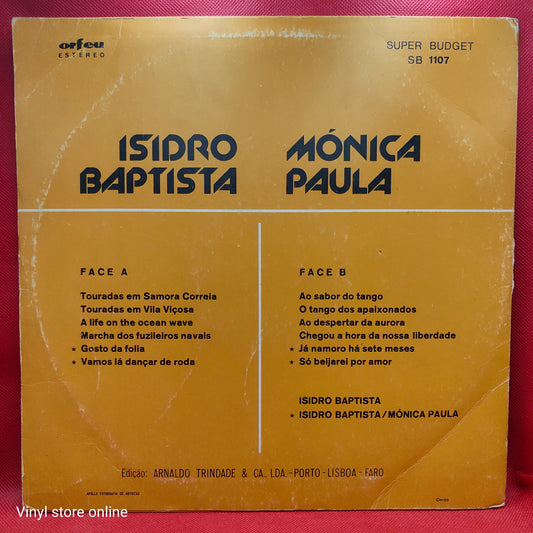 orfeu
ESTÉREO
SUPER BUDGET
SB 1107
ISIDRO
BAPTISTA
MÓNICA
PAULA
FACE A
Touradas em Samora Correia
Touradas em Vila Viçosa
A life on the ocean wave
Marcha dos fuzileiros navais
★ Gosto da folia
★ Vamos lá dançar de roda
FACE B
Ao sabor do tango
O tango dos apaixonados
Ao despertar da aurora
Chegou a hora da nossa liberdade
★ Já namoro há sete meses
★ Só beijarei por amor
ISIDRO BAPTISTA
★ ISIDRO BAPTISTA/MÓNICA PAULA
Edição: ARNALDO TRINDADE & CA., LDA. - PORTO - LISBOA - FARO
Vinyl store online